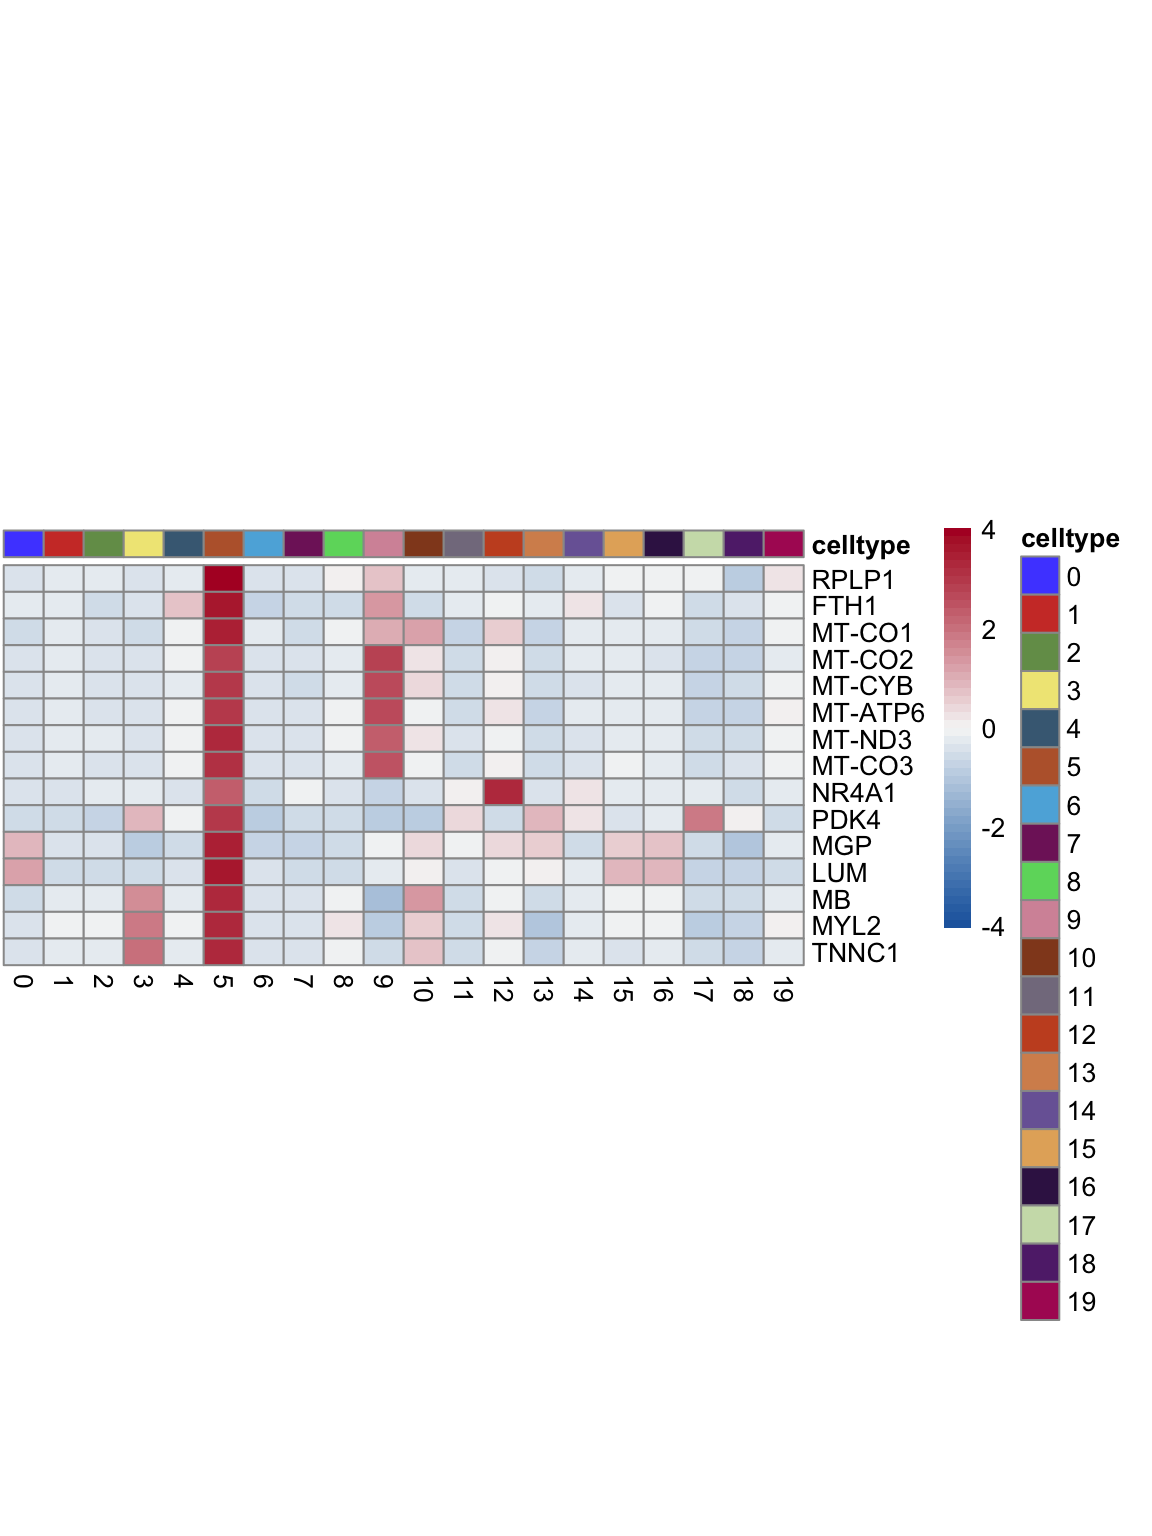 celltype
RPLP1
FTH1
MT-CO1
MT-CO2
MT-CYB
MT-ATP6
MT-ND3
MT-CO3
NR4A1
PDK4
MGP
LUM
MB
MYL2
TNNC1
0 1 2 3 4 5 6 7 8 9 10 11 12 13 14 15 16 17 18 19
4
2
0
-2
-4
celltype
0
1
2
3
4
5
6
7
8
9
10
11
12
13
14
15
16
17
18
19